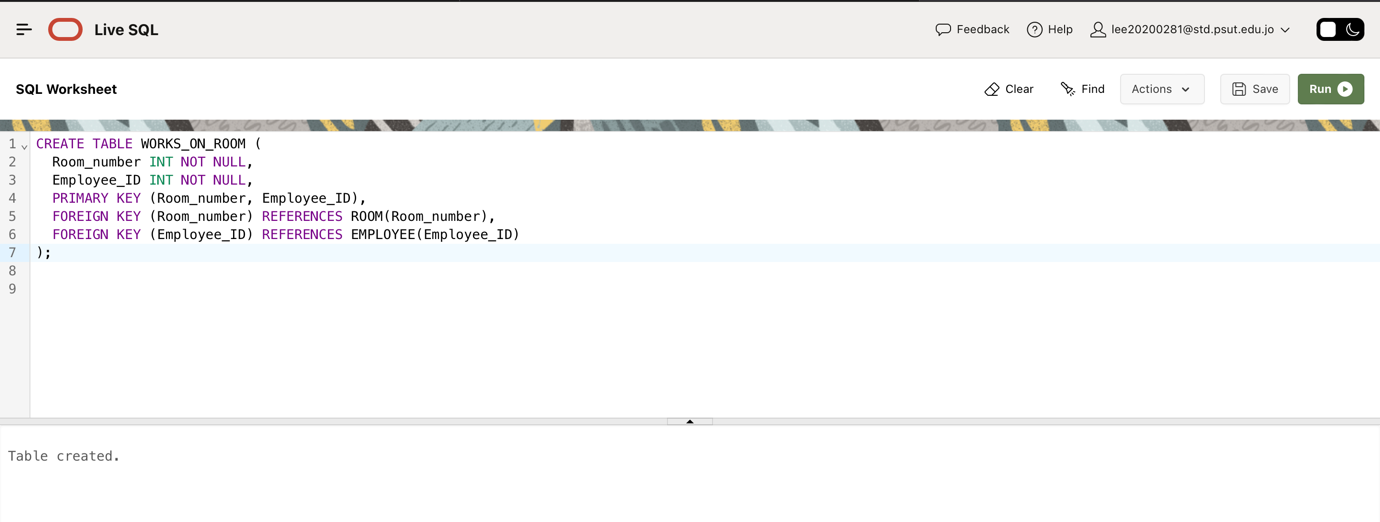 Live SQL
Feedback
Help
lee20200281@std.psut.edu.jo
SQL Worksheet
Clear
Find
Actions
Save
Run
1 CREATE TABLE WORKS_ON_ROOM (
2 Room_number INT NOT NULL,
3 Employee_ID INT NOT NULL,
4 PRIMARY KEY (Room_number, Employee_ID),
5 FOREIGN KEY (Room_number) REFERENCES ROOM(Room_number),
6 FOREIGN KEY (Employee_ID) REFERENCES EMPLOYEE(Employee_ID)
7 );
8
9
Table created.